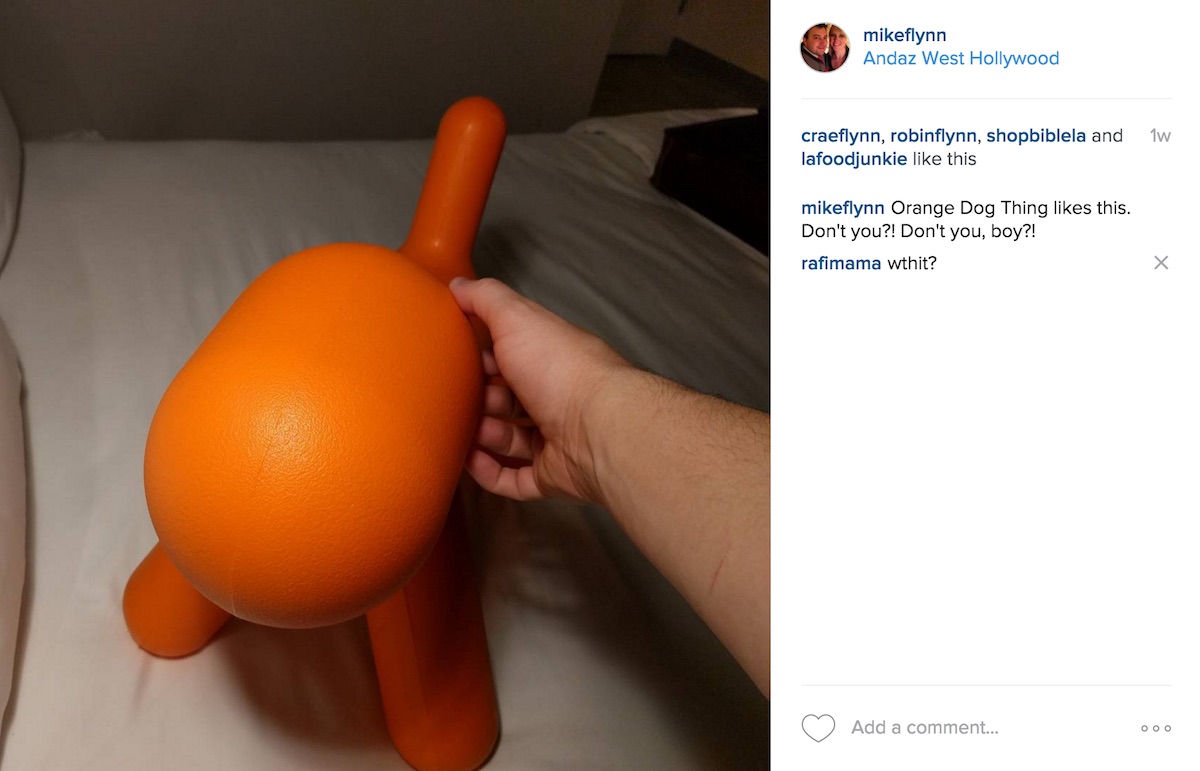 mikeflynn
Andaz West Hollywood
craeflynn, robinflynn, shopbiblela and 1w
lafoodjunkie like this
mikeflynn Orange Dog Thing likes this.
Don't you?! Don't you, boy?!
rafimama wthit?
Add a comment...